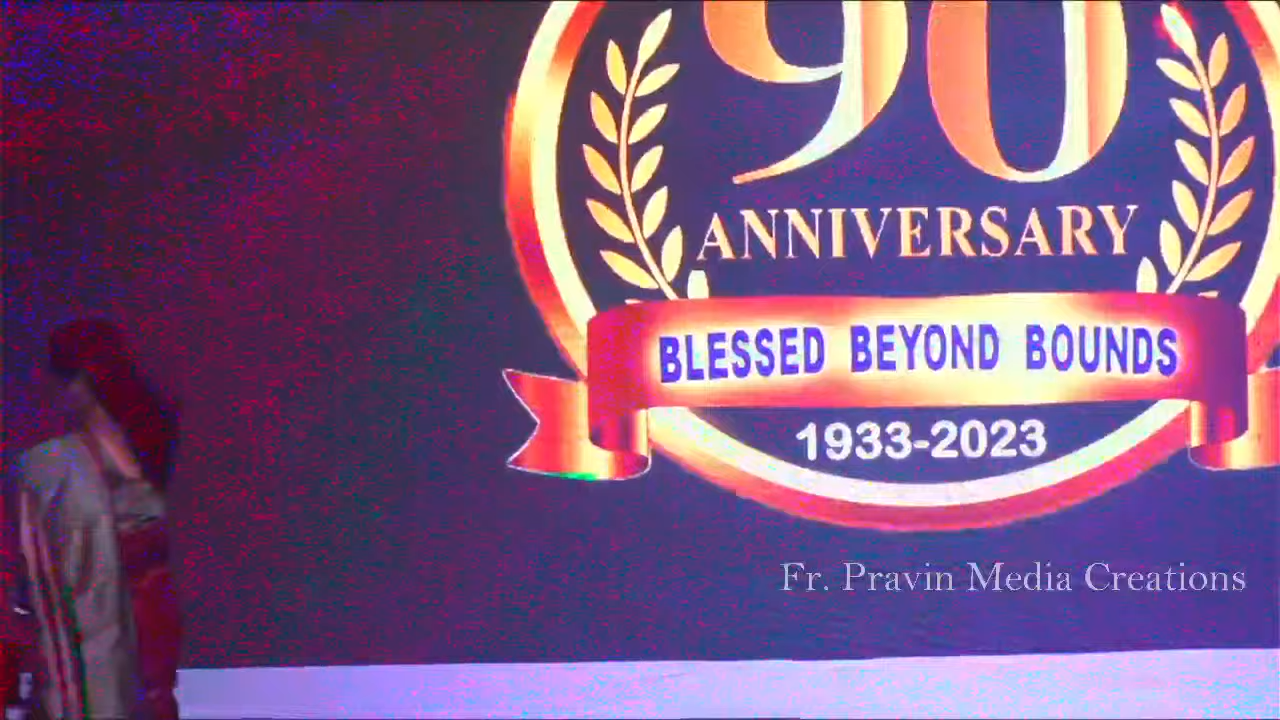 90
ANNIVERSARY
BLESSED BEYOND BOUNDS
1933-2023
Fr. Pravin Media Creations